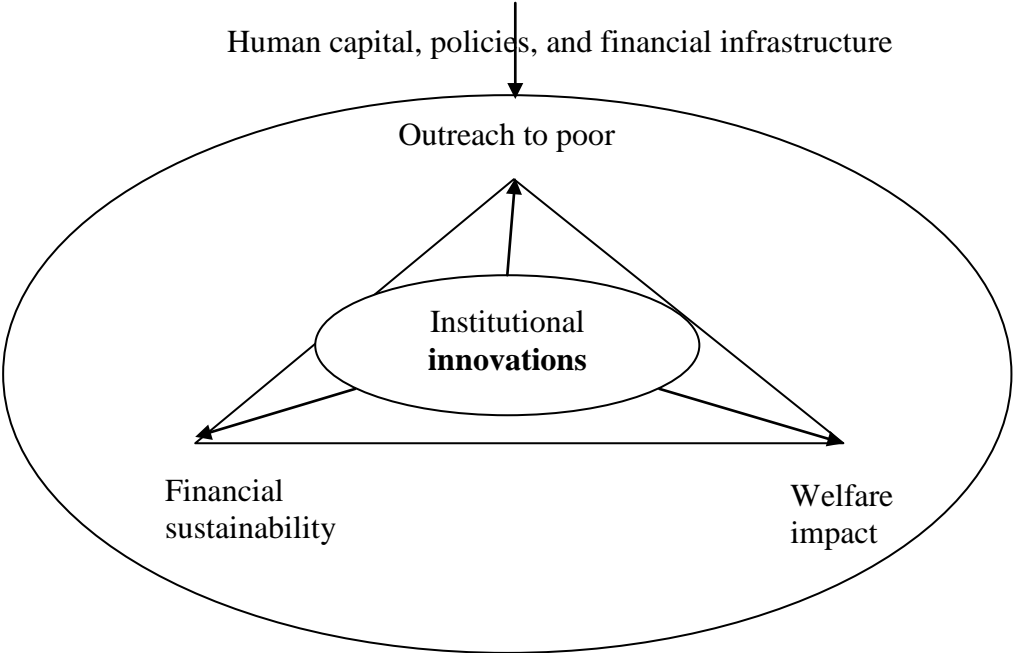 Human capital, policies, and financial infrastructure
Outreach to poor
Institutional
innovations
Financial
sustainability
Welfare
impact